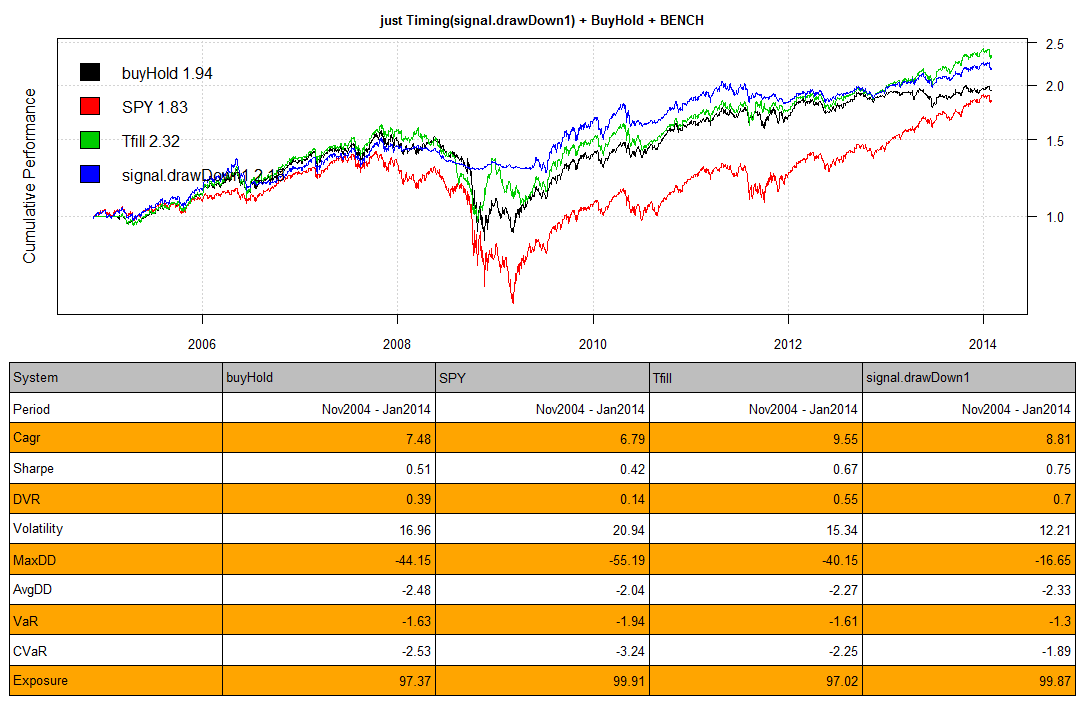 just Timing(signal.drawDown1) + BuyHold + BENCH
Cumulative Performance
buyHold 1.94
SPY 1.83
Tfill 2.32
signal.drawDown1
2.5
2.0
1.5
1.0
2006 2008 2010 2012 2014
System buyHold SPY Tfill signal.drawDown1
Period Nov2004 - Jan2014 Nov2004 - Jan2014 Nov2004 - Jan2014 Nov2004 - Jan2014
Cagr 7.48 6.79 9.55 8.81
Sharpe 0.51 0.42 0.67 0.75
DVR 0.39 0.14 0.55 0.7
Volatility 16.96 20.94 15.34 12.21
MaxDD -44.15 -55.19 -40.15 -16.65
AvgDD -2.48 -2.04 -2.27 -2.33
VaR -1.63 -1.94 -1.61 -1.3
CVaR -2.53 -3.24 -2.25 -1.89
Exposure 97.37 99.91 97.02 99.87